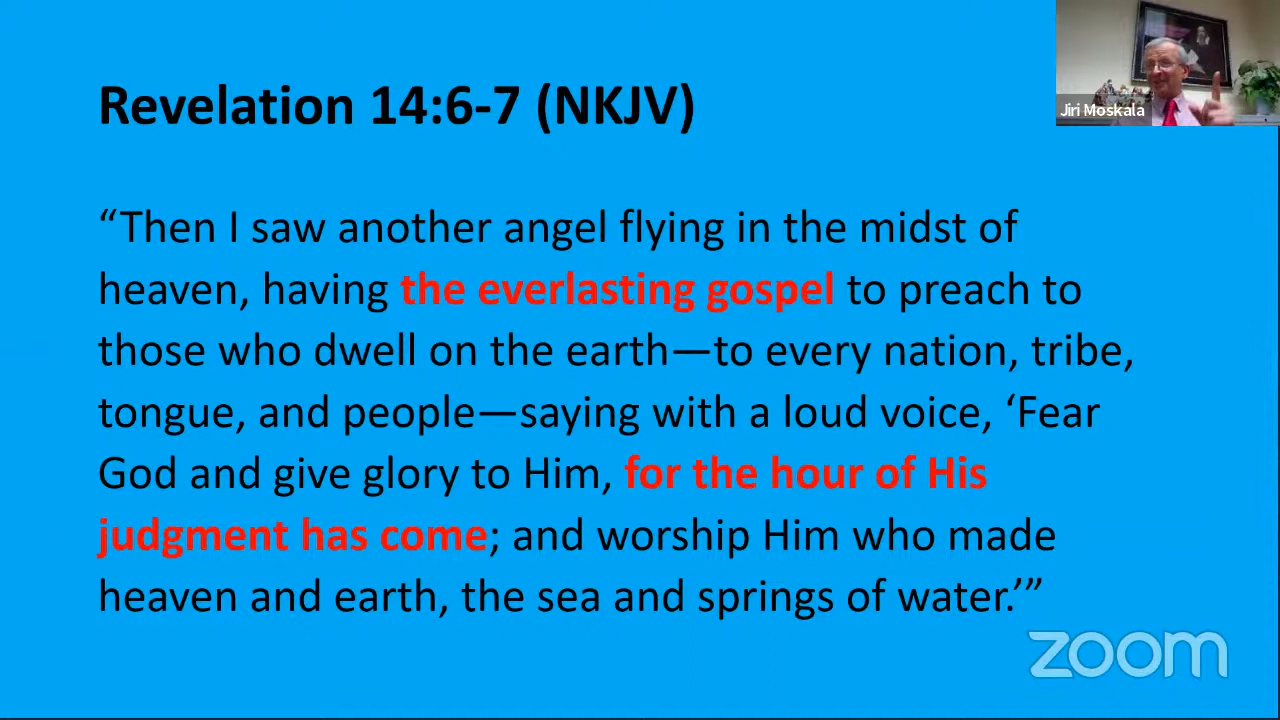 Revelation 14:6-7 (NKJV)
Jiri Moskala
“Then I saw another angel flying in the midst of
heaven, having the everlasting gospel to preach to
those who dwell on the earth—to every nation, tribe,
tongue, and people—saying with a loud voice, ‘Fear
God and give glory to Him, for the hour of His
judgment has come; and worship Him who made
heaven and earth, the sea and springs of water.’”
zoom